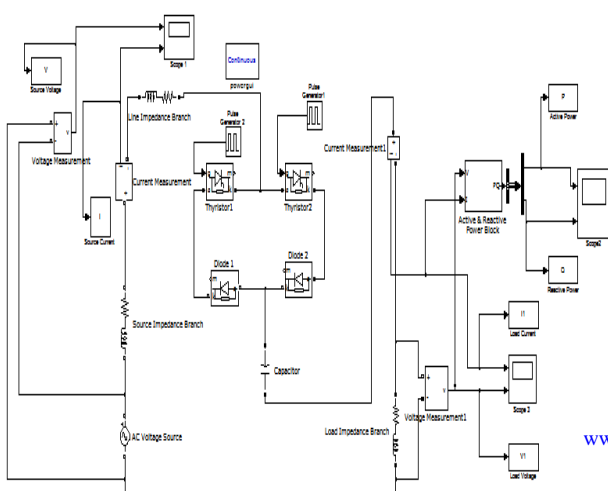 Scope 1
Continuous
powergui
V
Source Voltage
Line Impedance Branch
Pulse
Generator 2
Pulse
Generator1
Voltage Measurement
v
Current Measurement
Current Measurement1
I
Source Current
Thyristor1
Thyristor2
Diode 1
Diode 2
Source Impedance Branch
Capacitor
AC Voltage Source
Load Impedance Branch
Voltage Measurement1
v
V
I
PQ
Active & Reactive
Power Block
P
Active Power
Scope2
Q
Reactive Power
I1
Load Current
Scope 3
V1
Load Voltage
ww